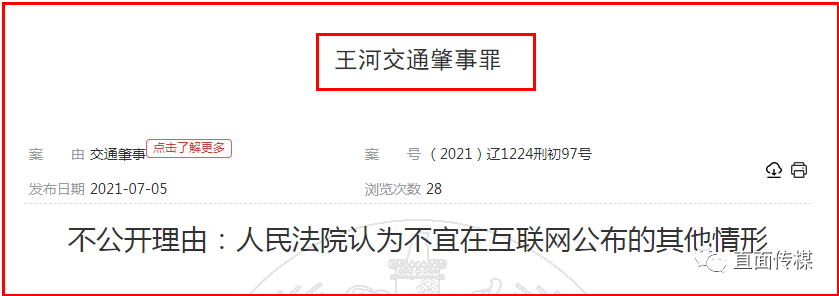 王河交通肇事罪
案 由 交通肇事 点击了解更多 案 号 （2021）辽1224刑初97号
发布日期 2021-07-05 浏览次数 28
不公开理由：人民法院认为不宜在互联网公布的其他情形
直面传媒